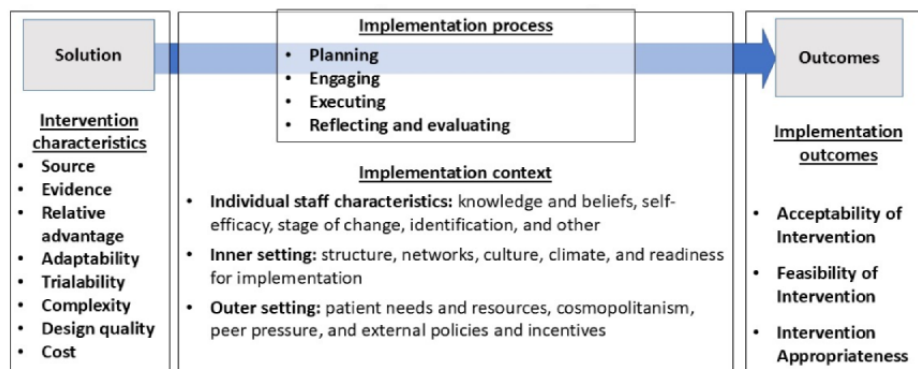 Solution
Intervention
characteristics
• Source
• Evidence
• Relative
advantage
• Adaptability
• Trialability
• Complexity
• Design quality
• Cost
Implementation process
• Planning
• Engaging
• Executing
• Reflecting and evaluating
Implementation context
• Individual staff characteristics: knowledge and beliefs, self-
efficacy, stage of change, identification, and other
• Inner setting: structure, networks, culture, climate, and readiness
for implementation
• Outer setting: patient needs and resources, cosmopolitanism,
peer pressure, and external policies and incentives
Outcomes
Implementation
outcomes
• Acceptability of
Intervention
• Feasibility of
Intervention
• Intervention
Appropriateness